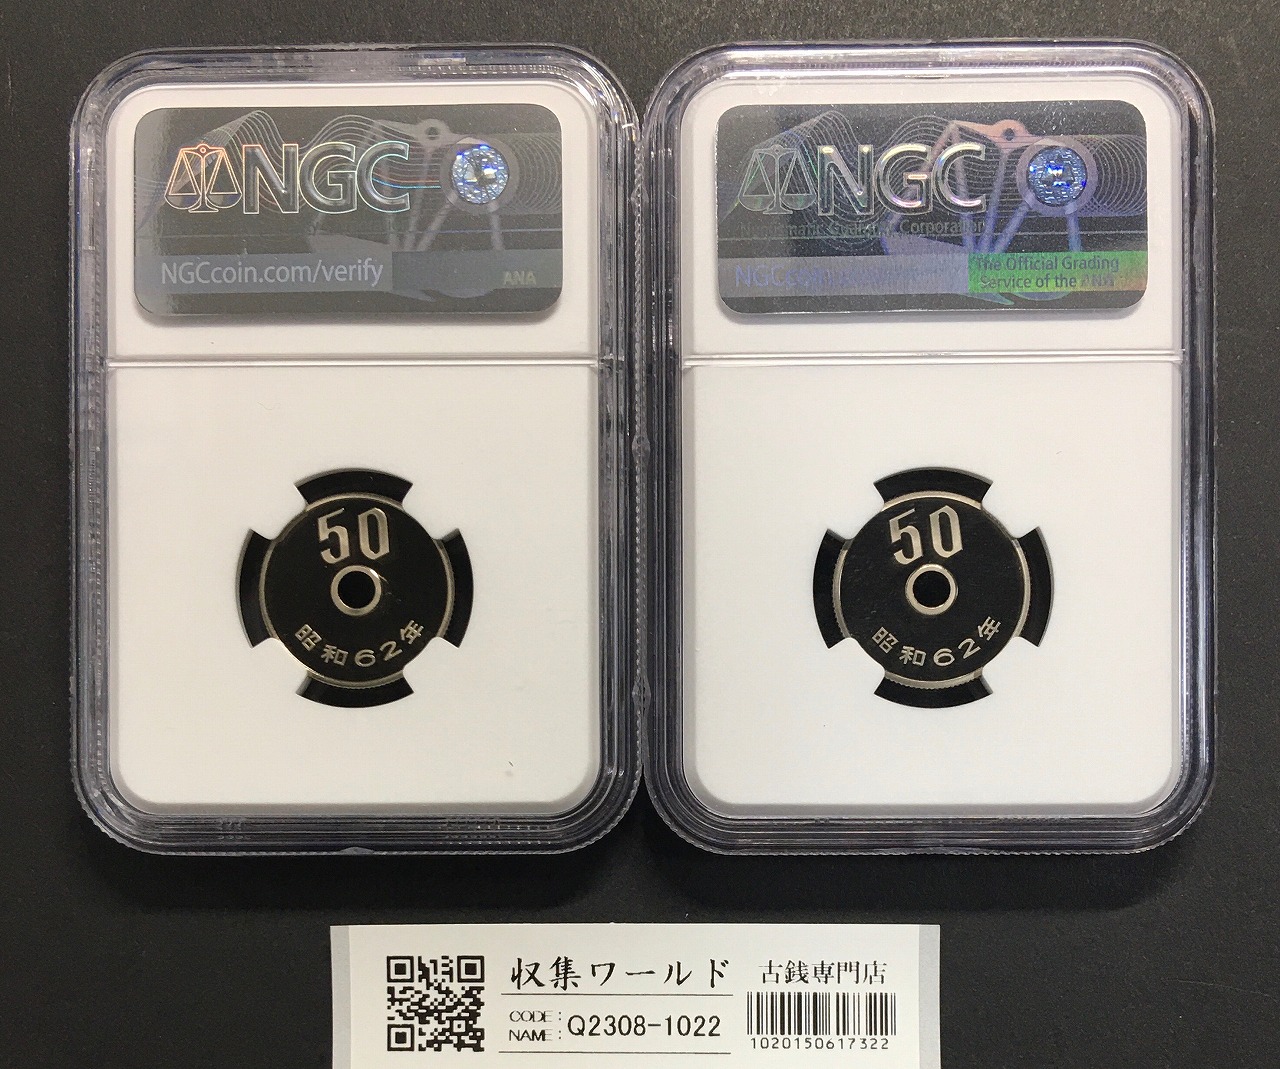 NGC
NGCcoin.com/verify
ANA
NGC
Corporation
NGC
The Official Grading
Service of the ANA
50
昭和62年
50
昭和62年
収集ワールド 古銭専門店
CODE:
NAME: Q2308-1022
1020150617322